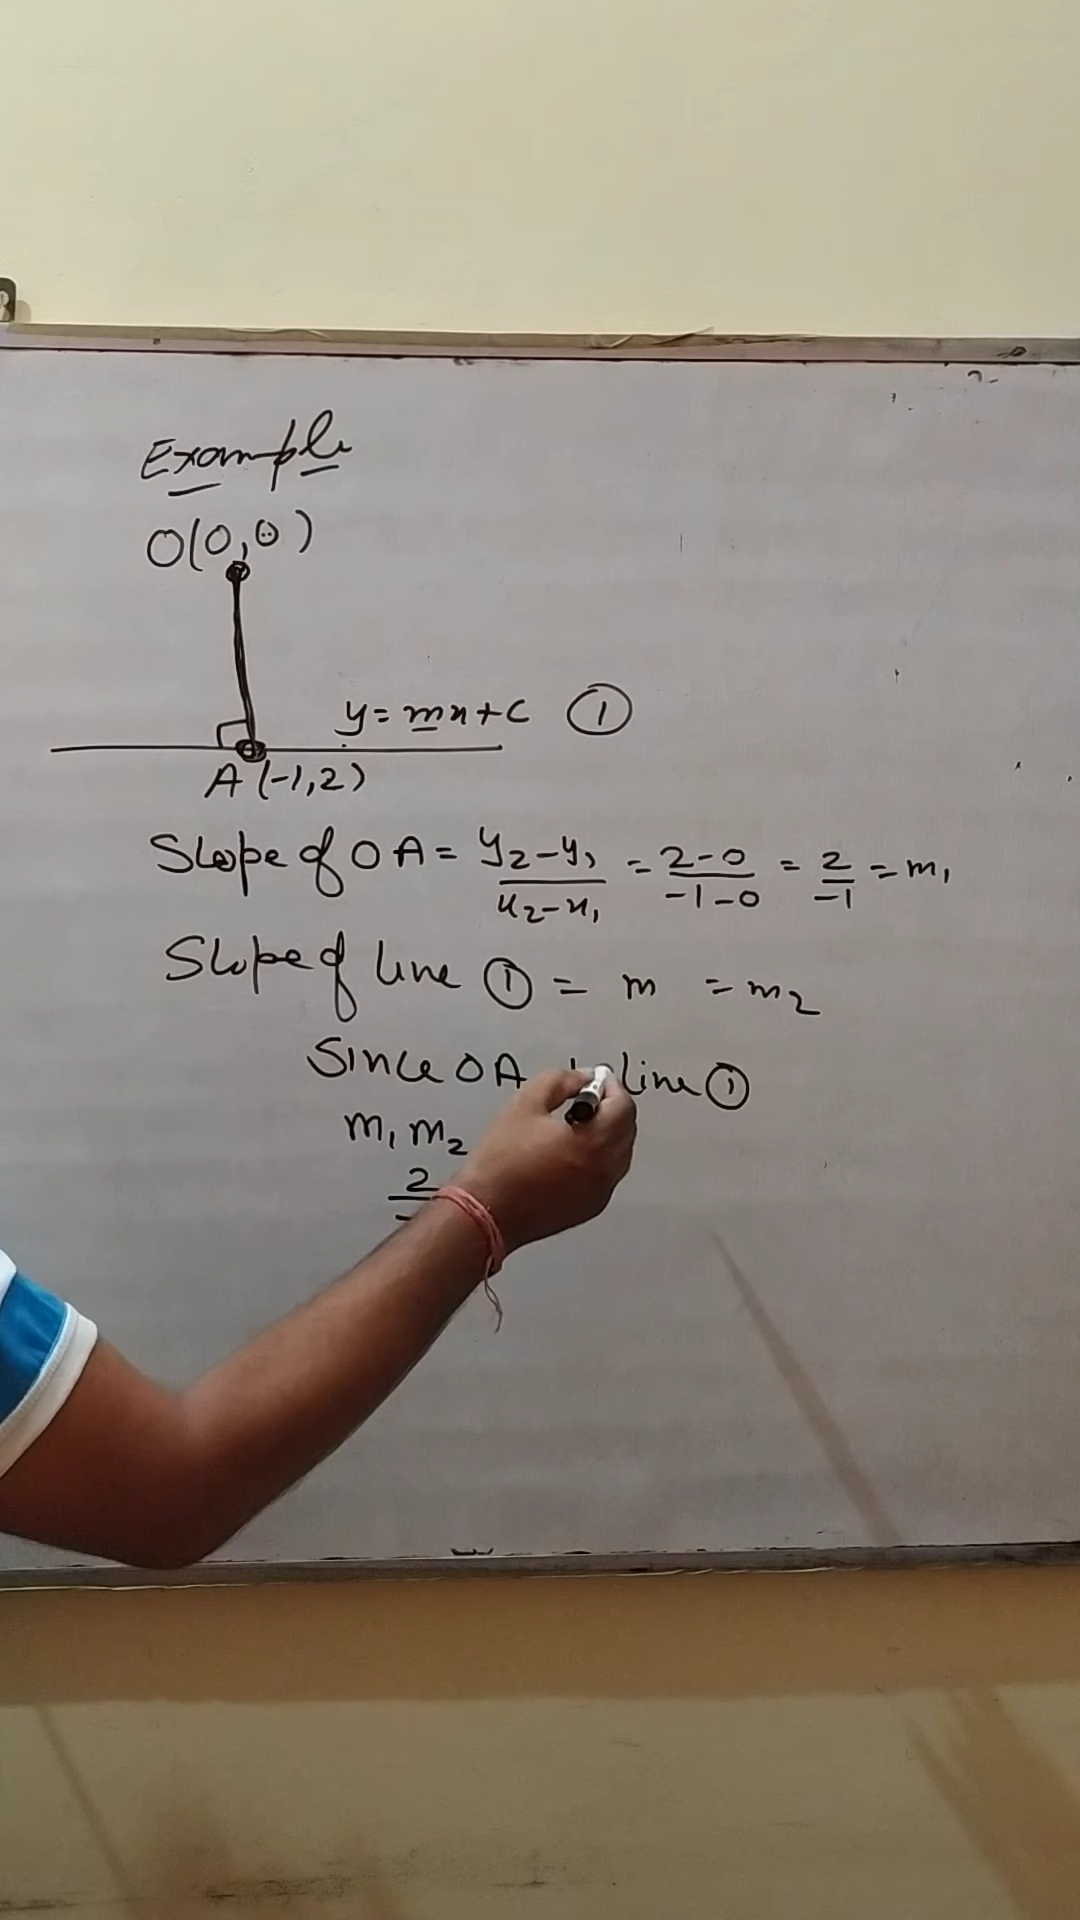 Example
O(0,0)
y = mx + c ①
A (-1,2)
Slope of OA = y₂-y₁/x₂-x₁ = 2-0/-1-0 = 2/-1 = m₁
Slope of line ① = m = m₂
Since OA line ①
m₁ m₂
2